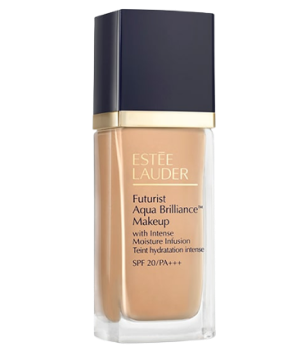 ESTĒE
LAUDER
Futurist
Aqua Brilliance™
Makeup
with Intense
Moisture Infusion
Teint hydratation intense
SPF 20/PA+++